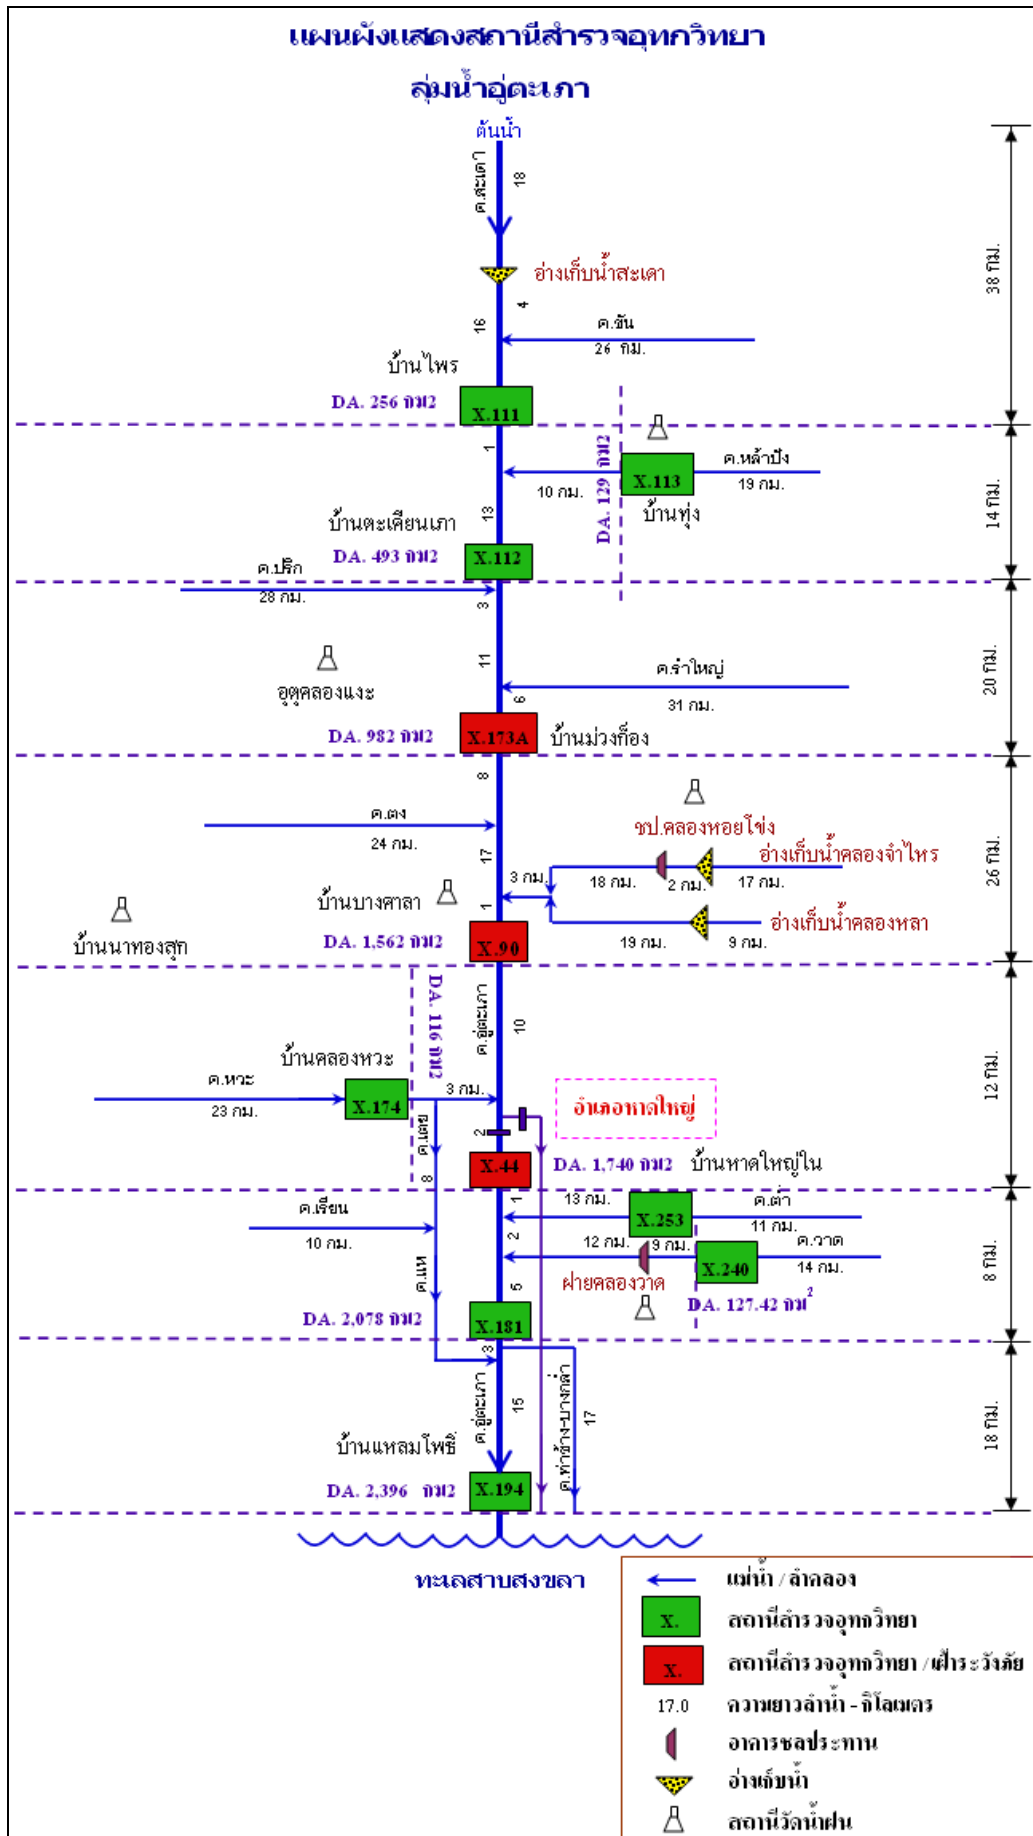 แผนผังแสดงสถานีสำรวจอุทกวิทยา
ลุ่มน้ำอู่ตะเภา
ต้นน้ำ
ค.สะเดา
18
38 กม.
อ่างเก็บน้ำสะเดา
4
16
ค.ขัน
26 กม.
บ้านไพร
DA. 256 กม2
X.111
1
DA. 129 กม2
ค.หล้าปัง
10 กม.
X.113
19 กม.
14 กม.
13
บ้านทุ่ง
บ้านตะเคียนเภา
DA. 493 กม2
X.112
ค.ปริก
28 กม.
3
11
20 กม.
อุตุคลองแงะ
ค.รำใหญ่
31 กม.
6
DA. 982 กม2
X.173A
บ้านม่วงก็อง
8
ค.ตง
24 กม.
ชป.คลองหอยโข่ง
17
อ่างเก็บน้ำคลองจำไหร
26 กม.
3 กม.
18 กม.
2 กม.
17 กม.
บ้านบางศาลา
1
อ่างเก็บน้ำคลองหลา
บ้านนาทองสุก
DA. 1,562 กม2
X.90
19 กม.
9 กม.
DA. 116 กม2
ค.อู่ตะเภา
10
12 กม.
บ้านคลองหวะ
ค.หวะ
23 กม.
X.174
3 กม.
อำเภอหาดใหญ่
ค.เตย
2
8
X.44
DA. 1,740 กม2
บ้านหาดใหญ่ใน
1
13 กม.
X.253
ค.ต่ำ
11 กม.
ค.เรียน
10 กม.
2
12 กม.
9 กม.
X.240
ค.วาด
14 กม.
8 กม.
ค.แห
ฝายคลองวาด
5
DA. 127.42 กม2
DA. 2,078 กม2
X.181
3
ค.อู่ตะเภา
15
ค.ท่าช้าง-บางกล่ำ
17
18 กม.
บ้านแหลมโพธิ์
DA. 2,396 กม2
X.194
ทะเลสาบสงขลา
แม่น้ำ / ลำคลอง
X.
สถานีสำรวจอุทกวิทยา
X.
สถานีสำรวจอุทกวิทยา / เฝ้าระวังภัย
17.0
ความยาวลำน้ำ - กิโลเมตร
อาคารชลประทาน
อ่างเก็บน้ำ
สถานีวัดน้ำฝน